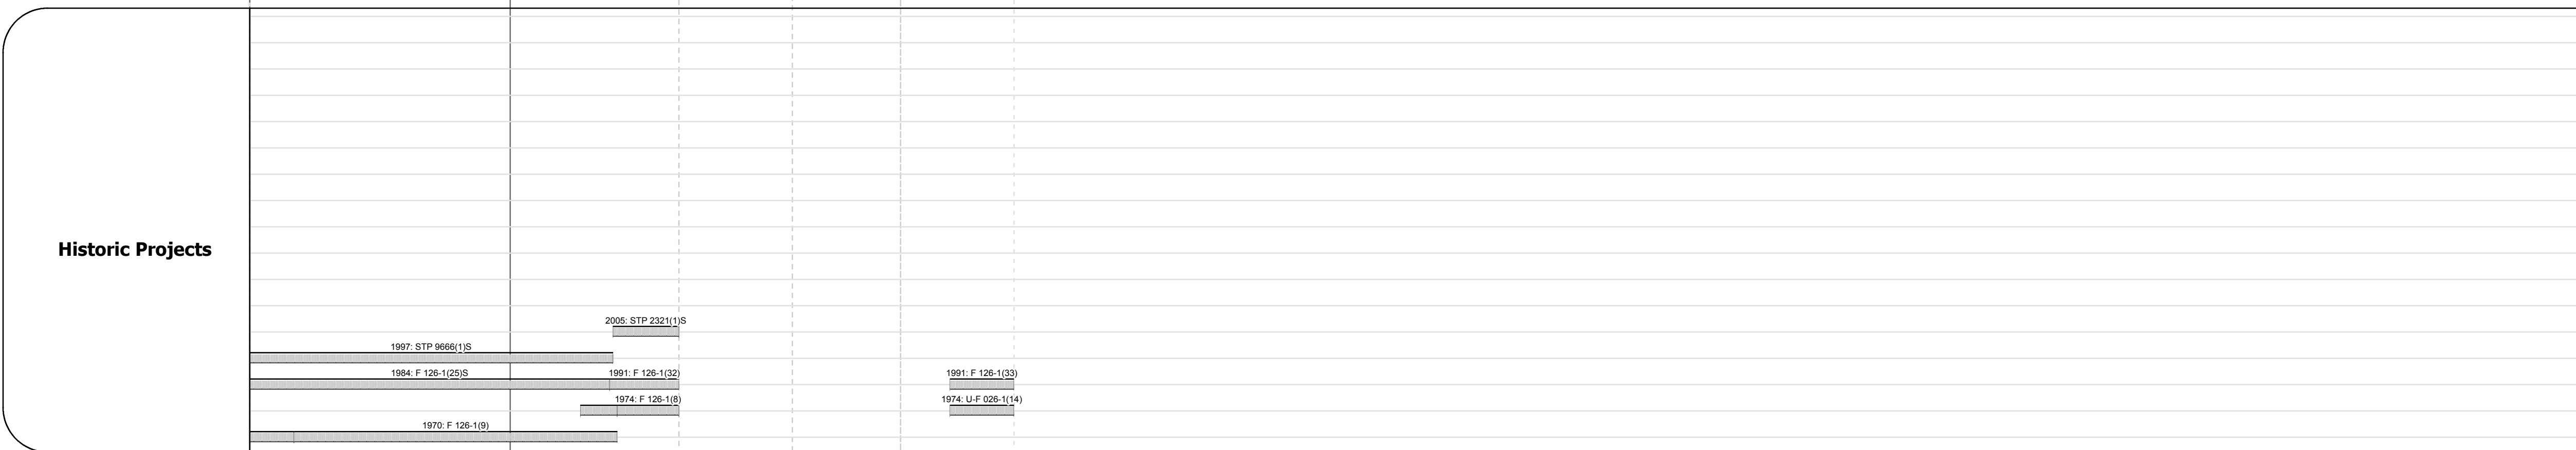 Historic Projects
2005: STP 2321(1)S
1997: STP 9666(1)S
1984: F 126-1(25)S
1991: F 126-1(32)
1991: F 126-1(33)
1974: F 126-1(8)
1974: U-F 026-1(14)
1970: F 126-1(9)